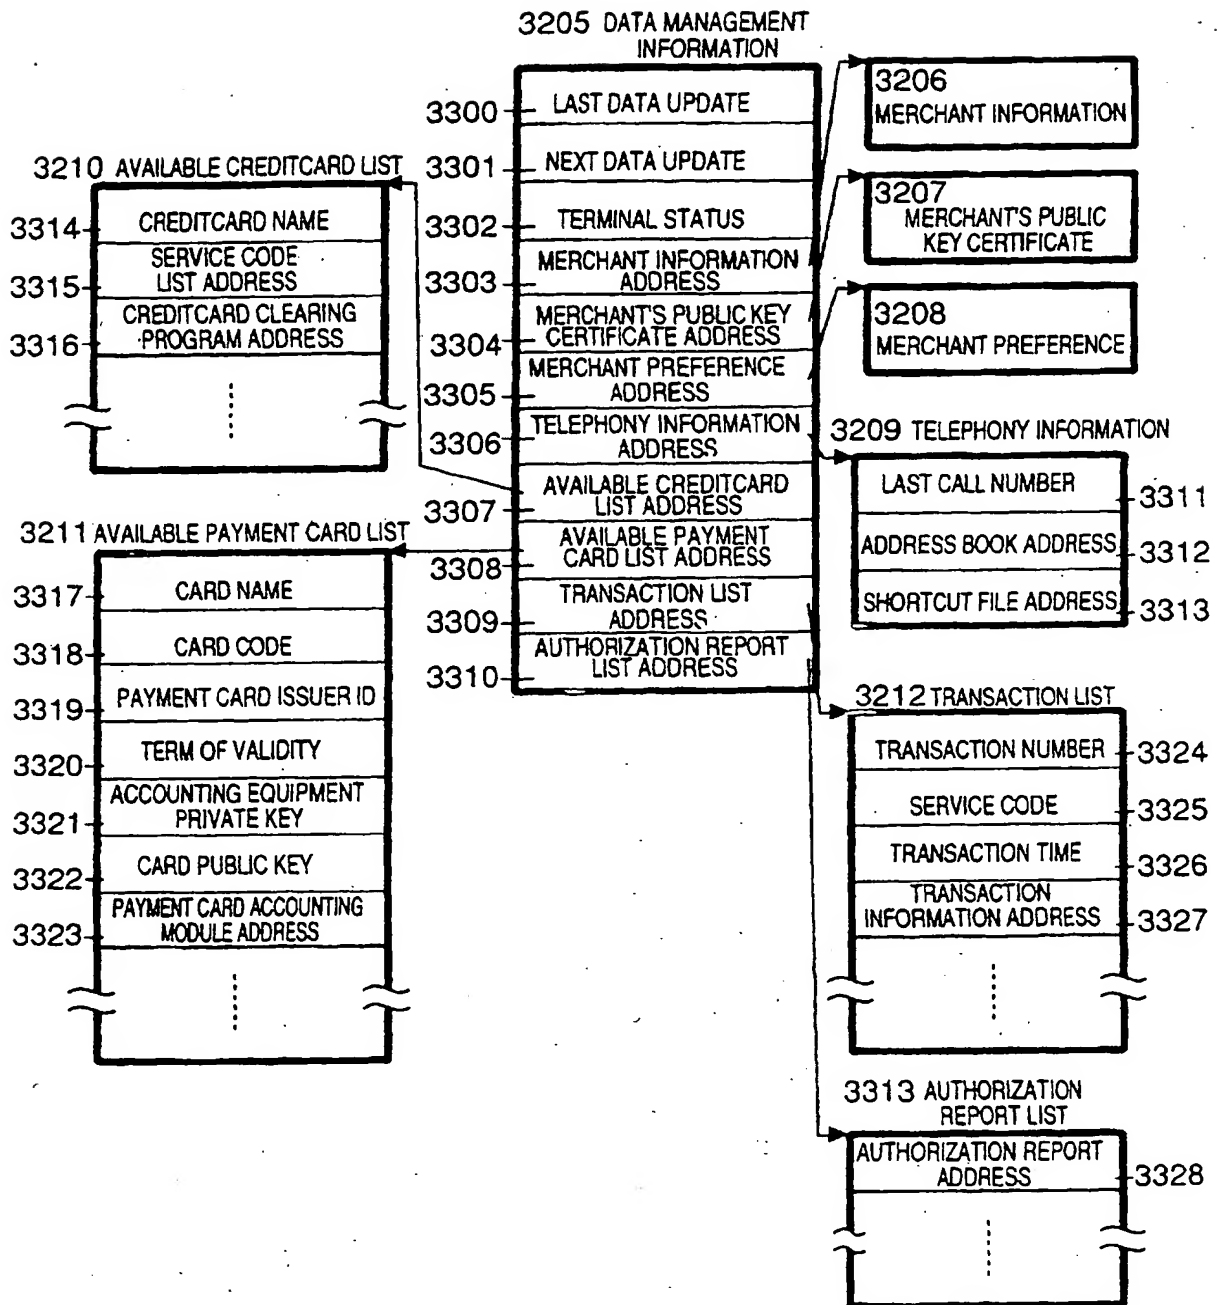 3205 DATA MANAGEMENT
INFORMATION
3300 LAST DATA UPDATE
3301 NEXT DATA UPDATE
3302 TERMINAL STATUS
3303 MERCHANT INFORMATION
ADDRESS
3304 MERCHANT'S PUBLIC KEY
CERTIFICATE ADDRESS
3305 MERCHANT PREFERENCE
ADDRESS
3306 TELEPHONY INFORMATION
ADDRESS
3307 AVAILABLE CREDITCARD
LIST ADDRESS
3308 AVAILABLE PAYMENT
CARD LIST ADDRESS
3309 TRANSACTION LIST
ADDRESS
3310 AUTHORIZATION REPORT
LIST ADDRESS
3210 AVAILABLE CREDITCARD LIST
3314 CREDITCARD NAME
3315 SERVICE CODE
LIST ADDRESS
3316 CREDITCARD CLEARING
PROGRAM ADDRESS
3211 AVAILABLE PAYMENT CARD LIST
3317 CARD NAME
3318 CARD CODE
3319 PAYMENT CARD ISSUER ID
3320 TERM OF VALIDITY
3321 ACCOUNTING EQUIPMENT
PRIVATE KEY
3322 CARD PUBLIC KEY
3323 PAYMENT CARD ACCOUNTING
MODULE ADDRESS
3206
MERCHANT INFORMATION
3207
MERCHANT'S PUBLIC
KEY CERTIFICATE
3208
MERCHANT PREFERENCE
3209 TELEPHONY INFORMATION
LAST CALL NUMBER 3311
ADDRESS BOOK ADDRESS 3312
SHORTCUT FILE ADDRESS 3313
3212 TRANSACTION LIST
TRANSACTION NUMBER 3324
SERVICE CODE 3325
TRANSACTION TIME 3326
TRANSACTION
INFORMATION ADDRESS 3327
3313 AUTHORIZATION
REPORT LIST
AUTHORIZATION REPORT
ADDRESS 3328